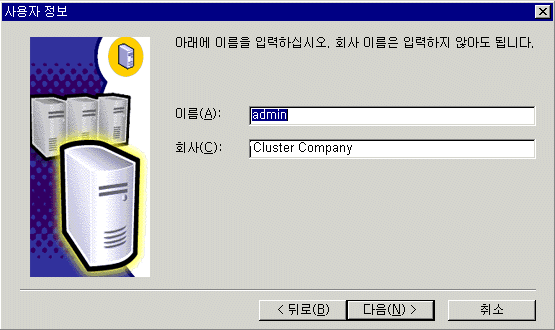 사용자 정보
아래에 이름을 입력하십시오. 회사 이름은 입력하지 않아도 됩니다.
이름(A): admin
회사(C): Cluster Company
< 뒤로(B) 다음(N) > 취소